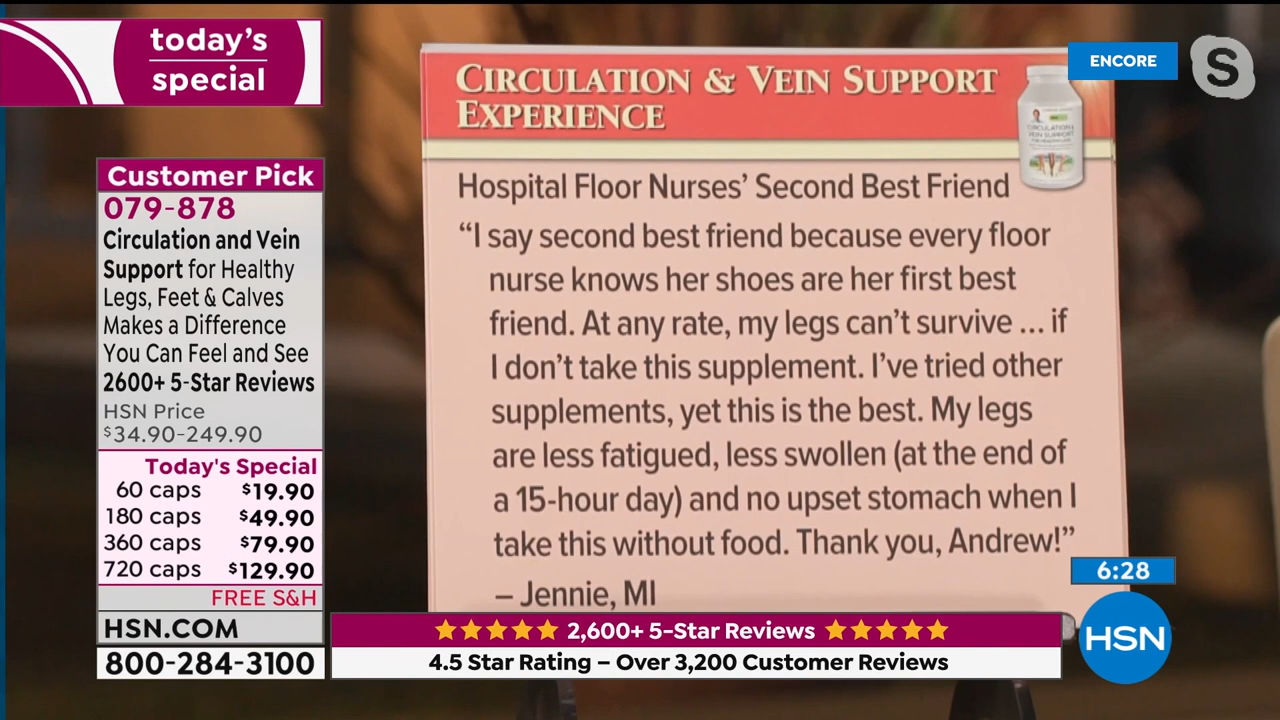 today's
special
ENCORE
S
CIRCULATION & VEIN SUPPORT
EXPERIENCE
CIRCULATION &
VEIN SUPPORT
Hospital Floor Nurses' Second Best Friend
“I say second best friend because every floor
nurse knows her shoes are her first best
friend. At any rate, my legs can't survive ... if
I don't take this supplement. I've tried other
supplements, yet this is the best. My legs
are less fatigued, less swollen (at the end of
a 15-hour day) and no upset stomach when I
take this without food. Thank you, Andrew!”
– Jennie, MI
Customer Pick
079-878
Circulation and Vein
Support for Healthy
Legs, Feet & Calves
Makes a Difference
You Can Feel and See
2600+ 5-Star Reviews
HSN Price
$34.90-249.90
Today's Special
60 caps $19.90
180 caps $49.90
360 caps $79.90
720 caps $129.90
FREE S&H
HSN.COM
800-284-3100
2,600+ 5-Star Reviews
4.5 Star Rating – Over 3,200 Customer Reviews
6:28
HSN